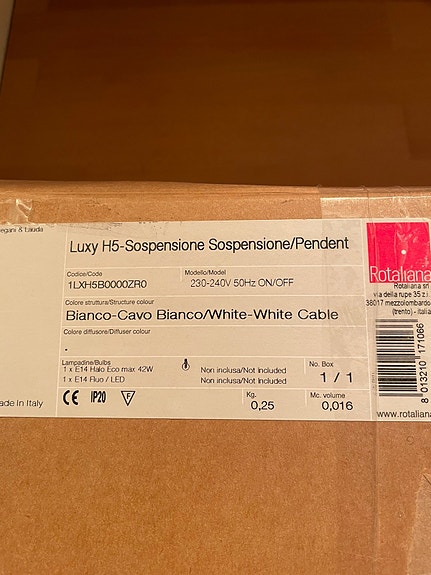 egani & Lauda
Luxy H5-Sospensione Sospensione/Pendent
Codice/Code
1LXH5B0000ZR0
Modello/Model
230-240V 50Hz ON/OFF
Colore struttura/Structure colour
Bianco-Cavo Bianco/White-White Cable
Colore diffusore/Diffuser colour
-
Lampadine/Bulbs
1 x E14 Halo Eco max 42W
1 x E14 Fluo / LED
Non inclusa/Not Included
Non inclusa/Not Included
No. Box
1 / 1
CE IP20 F
Kg.
0,25
Mc. volume
0,016
ade in Italy
Rotaliana
Rotaliana srl
via della rupe 35 z.i.
38017 mezzolombardo
(trento) - italia
8 013210 171066
www.rotaliana